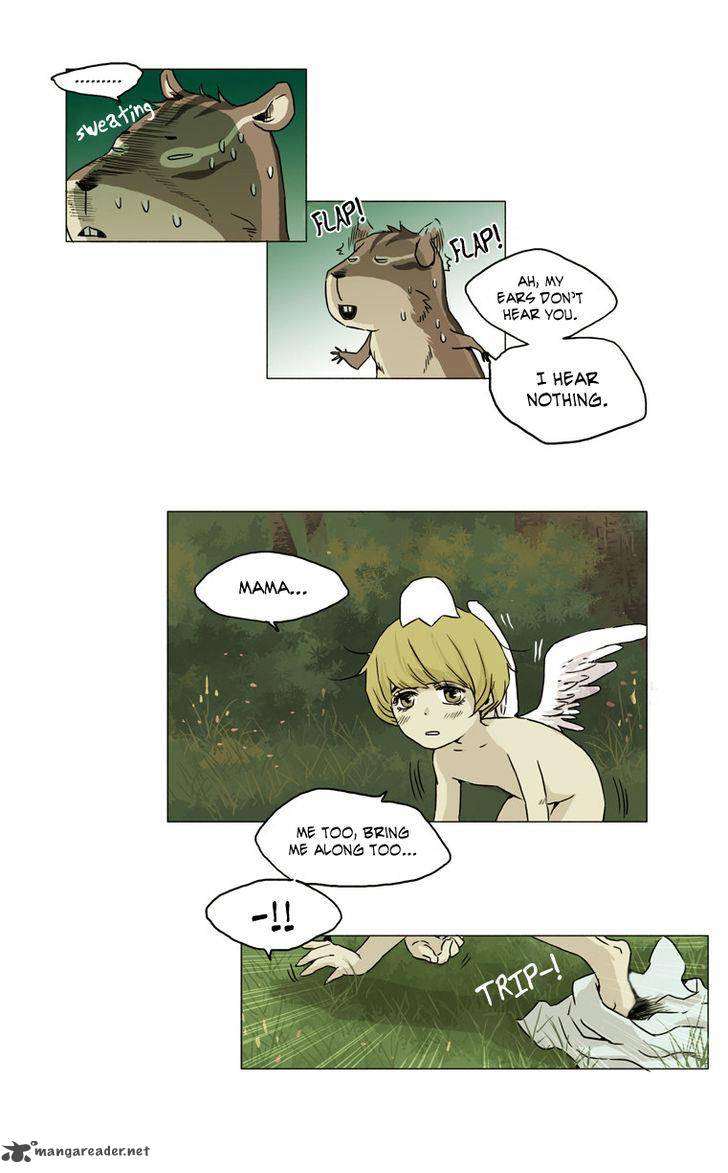 .........
sweating
FLAP!
FLAP!
AH, MY
EARS DON'T
HEAR YOU.
I HEAR
NOTHING.
MAMA...
ME TOO, BRING
ME ALONG TOO...
-!!
TRIP-!
mangareader.net